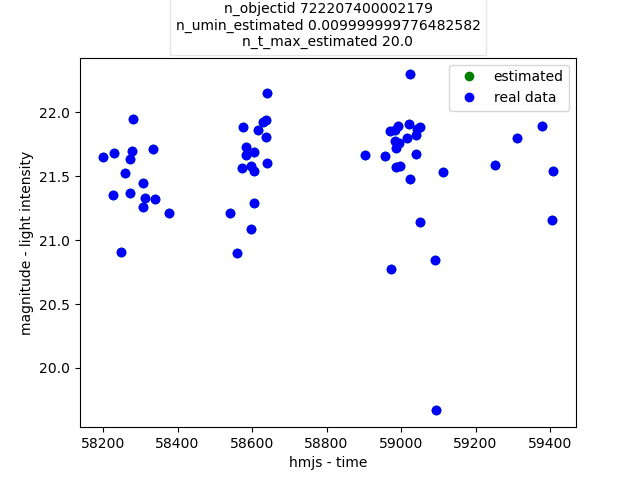 n_objectid 722207400002179
n_umin_estimated 0.009999999776482582
n_t_max_estimated 20.0
estimated
real data
magnitude - light intensity
22.0
21.5
21.0
20.5
20.0
58200 58400 58600 58800 59000 59200 59400
hmjs - time